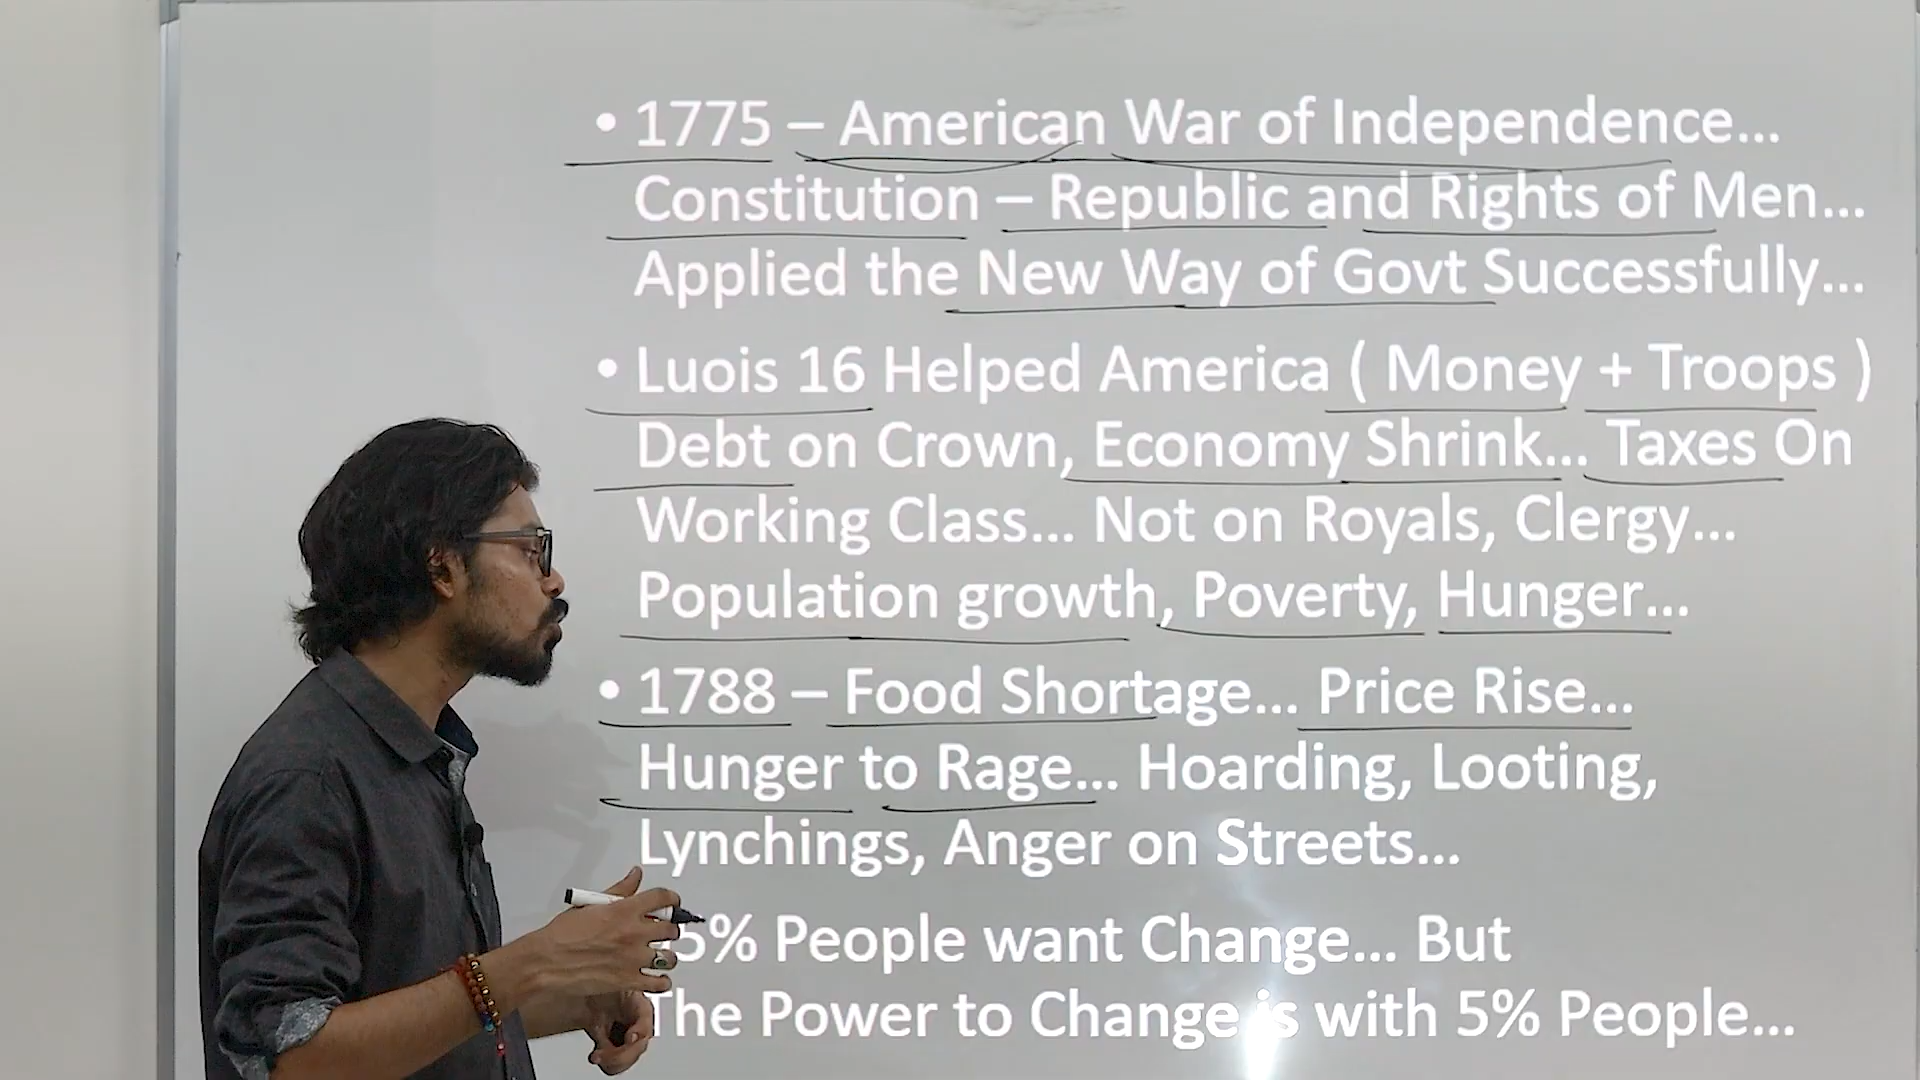 • 1775 – American War of Independence...
Constitution – Republic and Rights of Men...
Applied the New Way of Govt Successfully...
• Luois 16 Helped America ( Money + Troops )
Debt on Crown, Economy Shrink... Taxes On
Working Class... Not on Royals, Clergy...
Population growth, Poverty, Hunger...
• 1788 – Food Shortage... Price Rise...
Hunger to Rage... Hoarding, Looting,
Lynchings, Anger on Streets...
People want Change... But
The Power to Change is with 5% People...